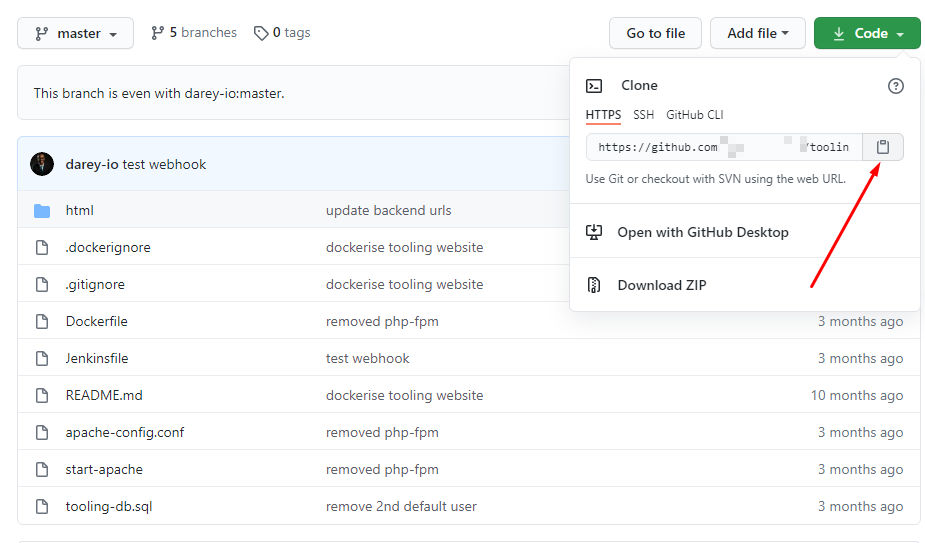 master 5 branches 0 tags Go to file Add file Code
This branch is even with darey-io:master.
Clone
HTTPS SSH GitHub CLI
https://github.com /toolin
Use Git or checkout with SVN using the web URL.
Open with GitHub Desktop
Download ZIP
darey-io test webhook
html update backend urls
.dockerignore dockerise tooling website
.gitignore dockerise tooling website
Dockerfile removed php-fpm 3 months ago
Jenkinsfile test webhook 3 months ago
README.md dockerise tooling website 10 months ago
apache-config.conf removed php-fpm 3 months ago
start-apache removed php-fpm 3 months ago
tooling-db.sql remove 2nd default user 3 months ago